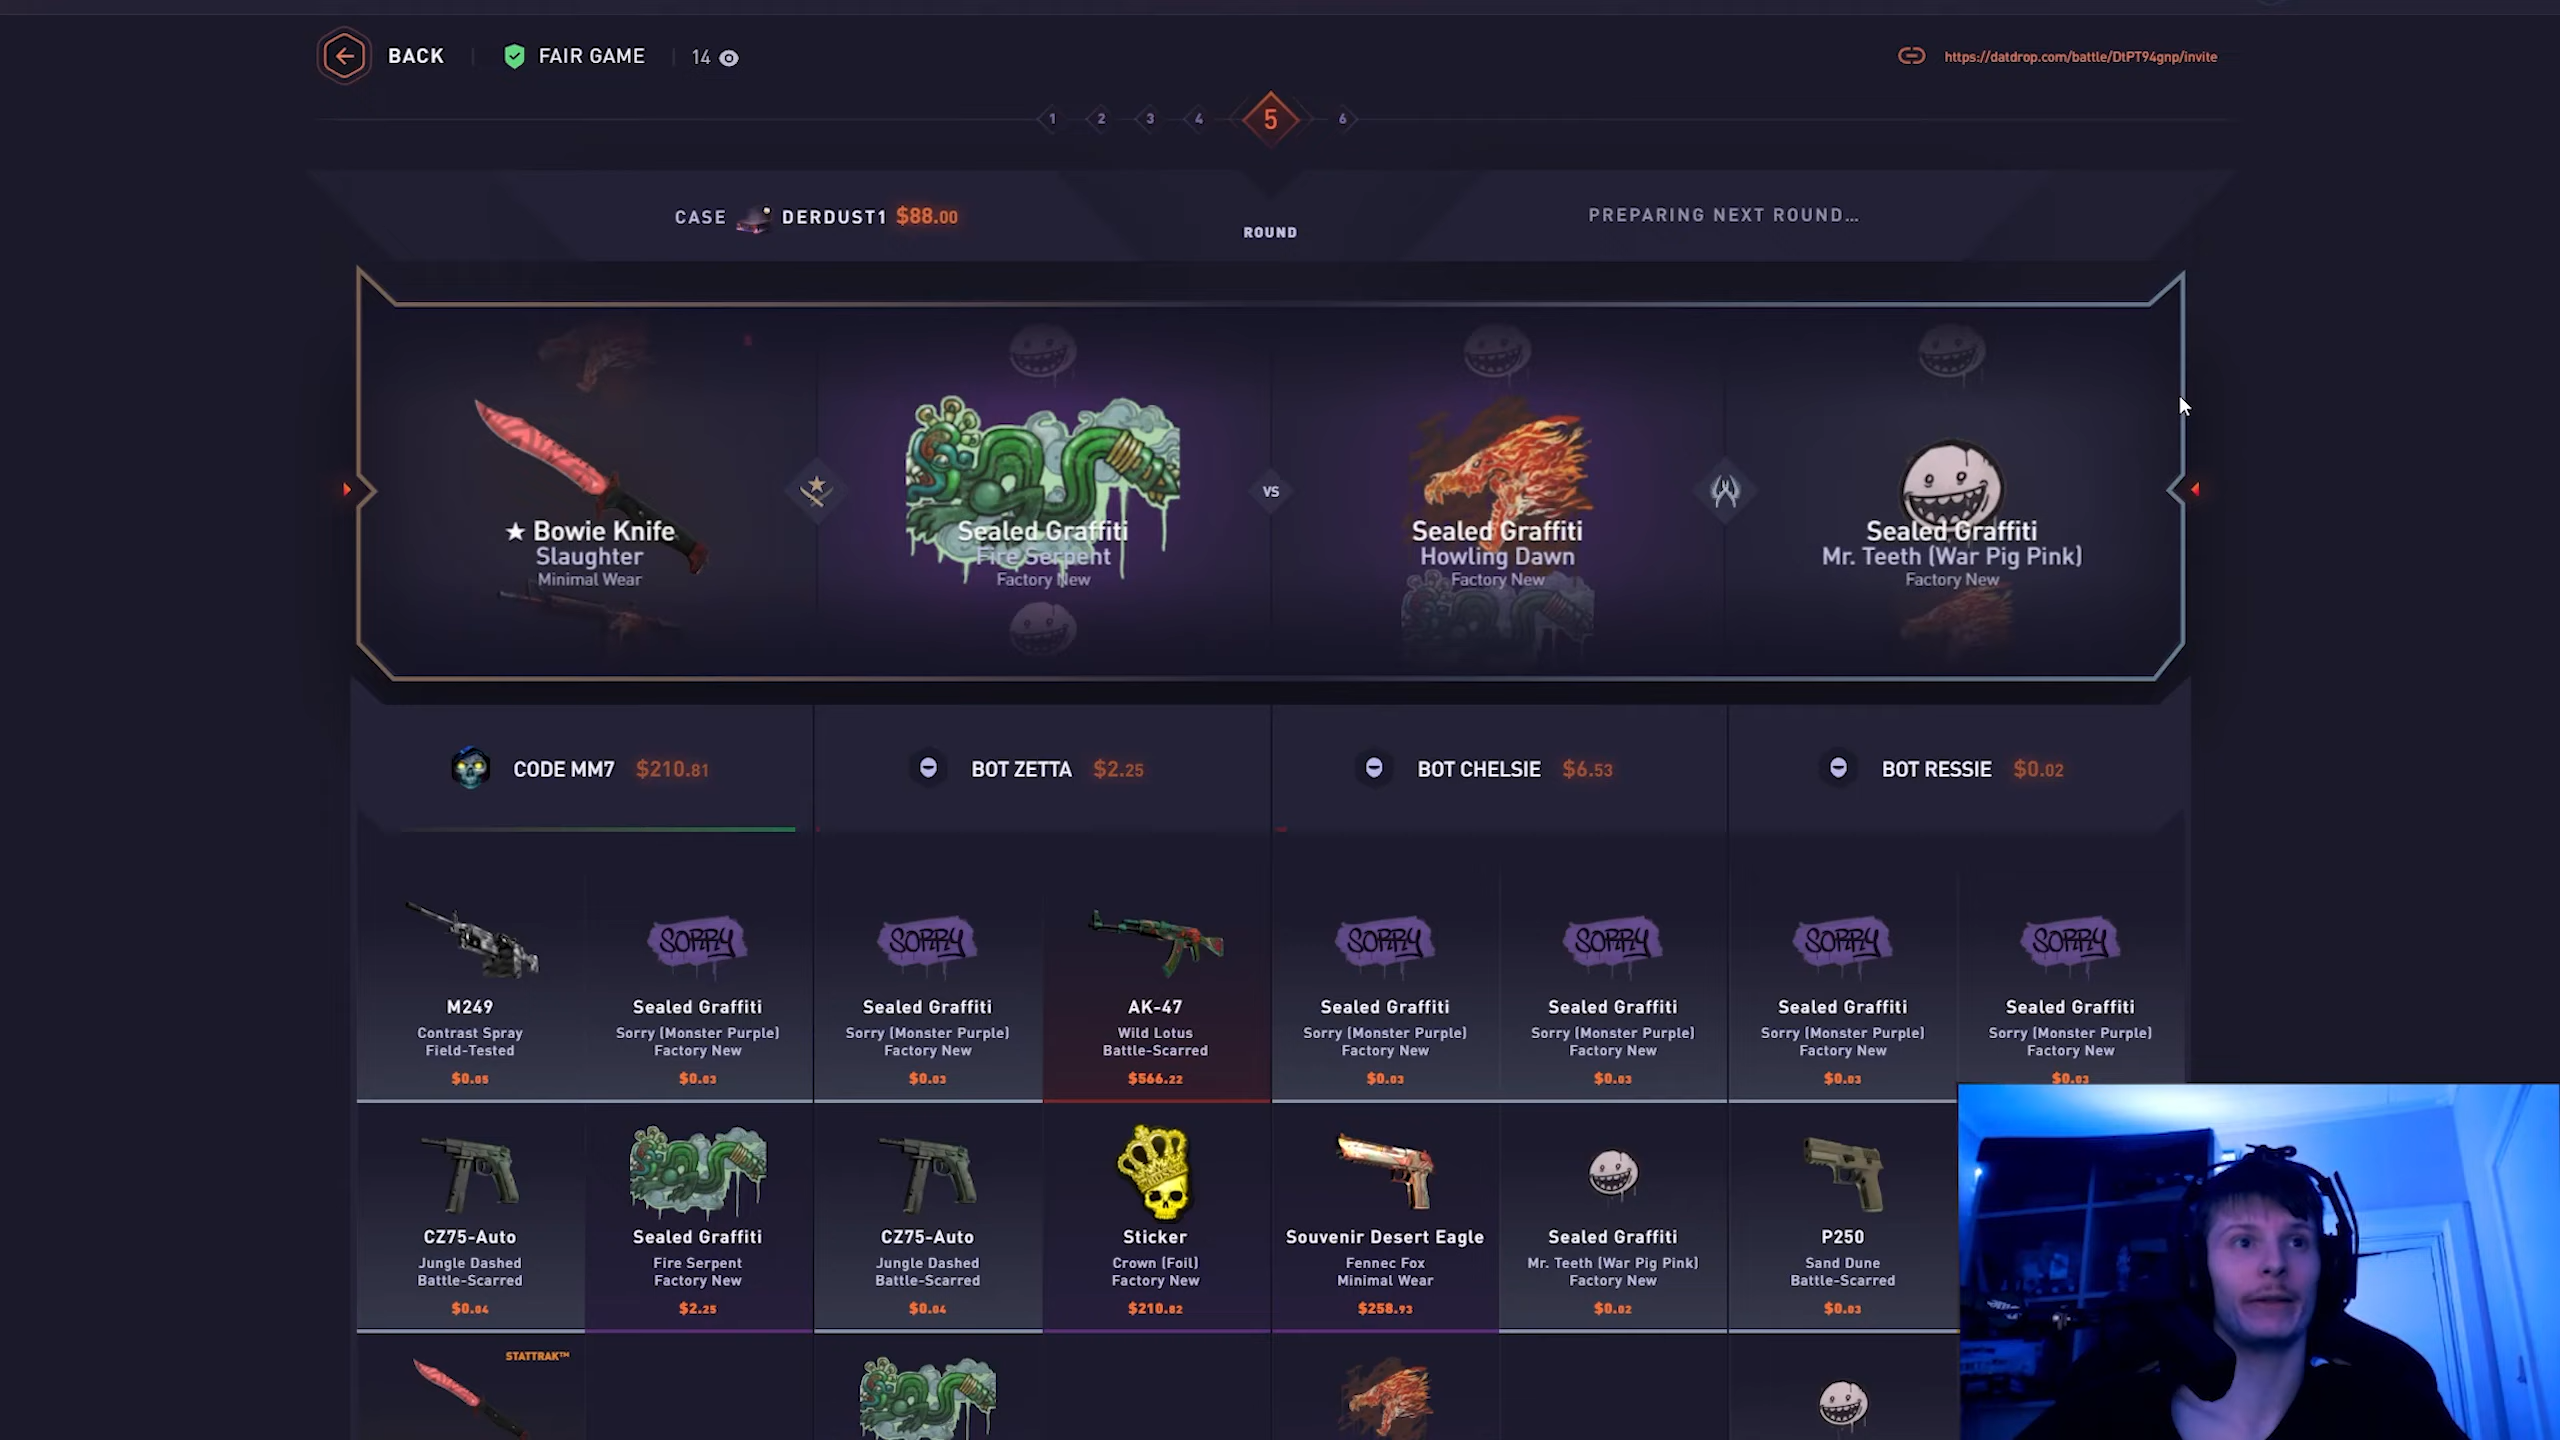 BACK
FAIR GAME
14
https://datdrop.com/battle/DtPT94gnp/invite
1 2 3 4 5 6
CASE DERDUST1 $88.00
ROUND
PREPARING NEXT ROUND...
★ Bowie Knife
Slaughter
Minimal Wear
Sealed Graffiti
Fire Serpent
Factory New
VS
Sealed Graffiti
Howling Dawn
Factory New
Sealed Graffiti
Mr. Teeth (War Pig Pink)
Factory New
CODE MM7 $210.81
BOT ZETTA $2.25
BOT CHELSIE $6.53
BOT RESSIE $0.02
M249
Contrast Spray
Field-Tested
$0.05
SORRY
Sealed Graffiti
Sorry (Monster Purple)
Factory New
$0.03
SORRY
Sealed Graffiti
Sorry (Monster Purple)
Factory New
$0.03
AK-47
Wild Lotus
Battle-Scarred
$566.22
SORRY
Sealed Graffiti
Sorry (Monster Purple)
Factory New
$0.03
SORRY
Sealed Graffiti
Sorry (Monster Purple)
Factory New
$0.03
SORRY
Sealed Graffiti
Sorry (Monster Purple)
Factory New
$0.03
SORRY
Sealed Graffiti
Sorry (Monster Purple)
Factory New
$0.03
CZ75-Auto
Jungle Dashed
Battle-Scarred
$0.04
Sealed Graffiti
Fire Serpent
Factory New
$2.25
CZ75-Auto
Jungle Dashed
Battle-Scarred
$0.04
Sticker
Crown (Foil)
Factory New
$210.82
Souvenir Desert Eagle
Fennec Fox
Minimal Wear
$258.93
Sealed Graffiti
Mr. Teeth (War Pig Pink)
Factory New
$0.02
P250
Sand Dune
Battle-Scarred
$0.03
STATTRAK™